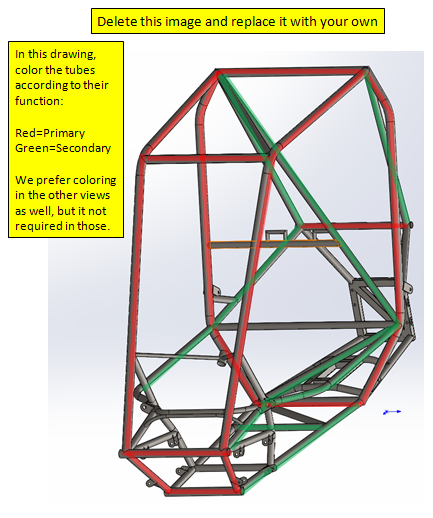 Delete this image and replace it with your own
In this drawing,
color the tubes
according to their
function:
Red=Primary
Green=Secondary
We prefer coloring
in the other views
as well, but it not
required in those.